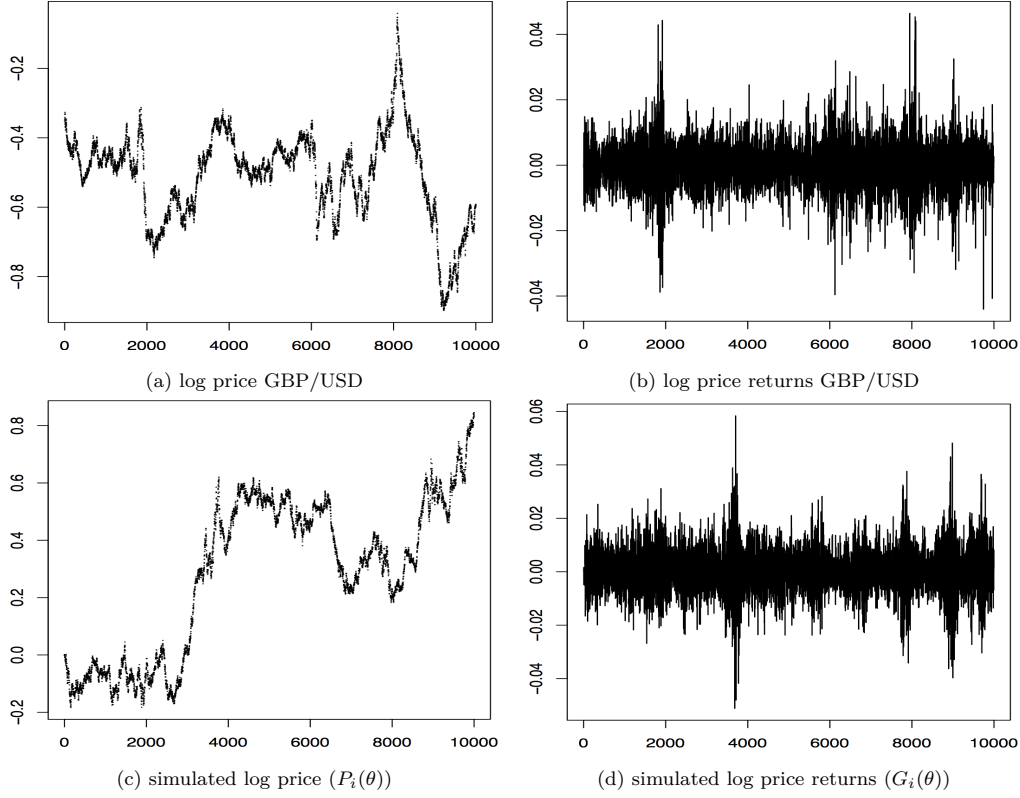 -0.2
-0.4
-0.6
-0.8
0 2000 4000 6000 8000 10000
(a) log price GBP/USD
0.04
0.02
0.00
-0.02
-0.04
0 2000 4000 6000 8000 10000
(b) log price returns GBP/USD
0.8
0.6
0.4
0.2
0.0
-0.2
0 2000 4000 6000 8000 10000
(c) simulated log price (Pᵢ(θ))
0.06
0.04
0.02
0.00
-0.02
-0.04
0 2000 4000 6000 8000 10000
(d) simulated log price returns (Gᵢ(θ))